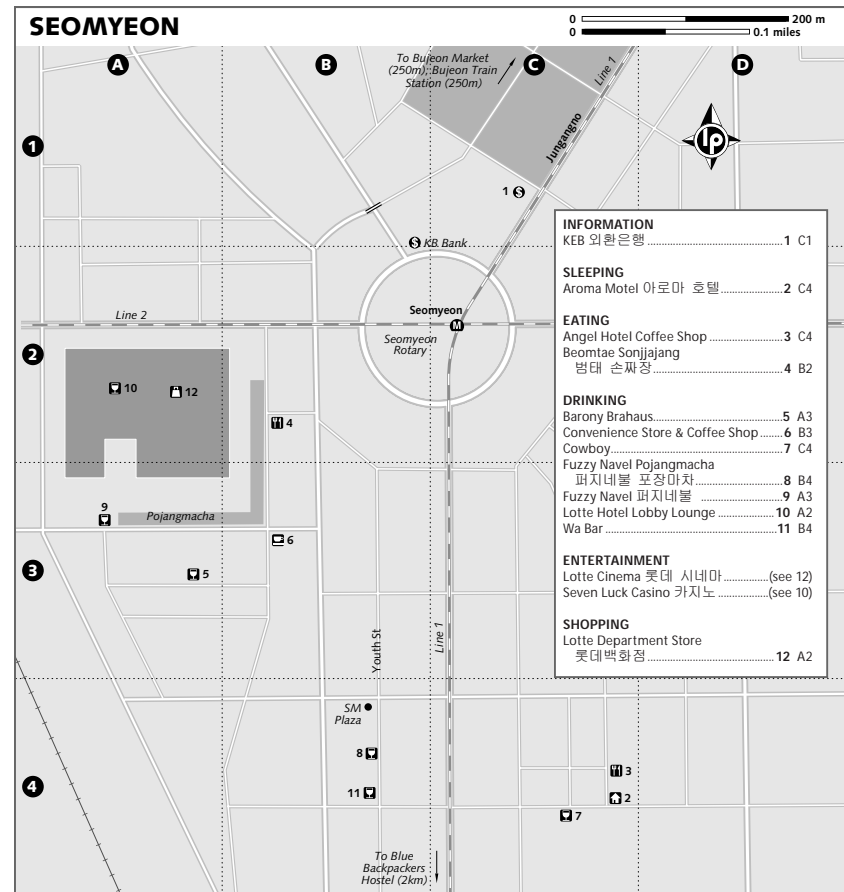 SEOMYEON
0 200 m
0 0.1 miles
A
B
C
D
To Bujeon Market
(250m); Bujeon Train
Station (250m)
Line 1
Jungangno
lp
1
1 $
$ KB Bank
INFORMATION
KEB 외환은행 ................................ 1 C1
SLEEPING
Aroma Motel 아로마 호텔 ..................... 2 C4
EATING
Angel Hotel Coffee Shop ................... 3 C4
Beomtae Sonjjajang
범태 손짜장 ............................... 4 B2
DRINKING
Barony Brahaus ................................ 5 A3
Convenience Store & Coffee Shop ....... 6 B3
Cowboy ......................................... 7 C4
Fuzzy Navel Pojangmacha
퍼지네불 포장마차 ..................... 8 B4
Fuzzy Navel 퍼지네불 ..................... 9 A3
Lotte Hotel Lobby Lounge ............... 10 A2
Wa Bar ......................................... 11 B4
ENTERTAINMENT
Lotte Cinema 롯데 시네마 ............... (see 12)
Seven Luck Casino 카지노 ............... (see 10)
SHOPPING
Lotte Department Store
롯데백화점 ............................... 12 A2
Seomyeon
M
Line 2
Seomyeon
Rotary
2
10
12
4
9
Pojangmacha
6
3
5
Youth St
Line 1
SM
Plaza
8
3
4
11
2
7
To Blue
Backpackers
Hostel (2km)